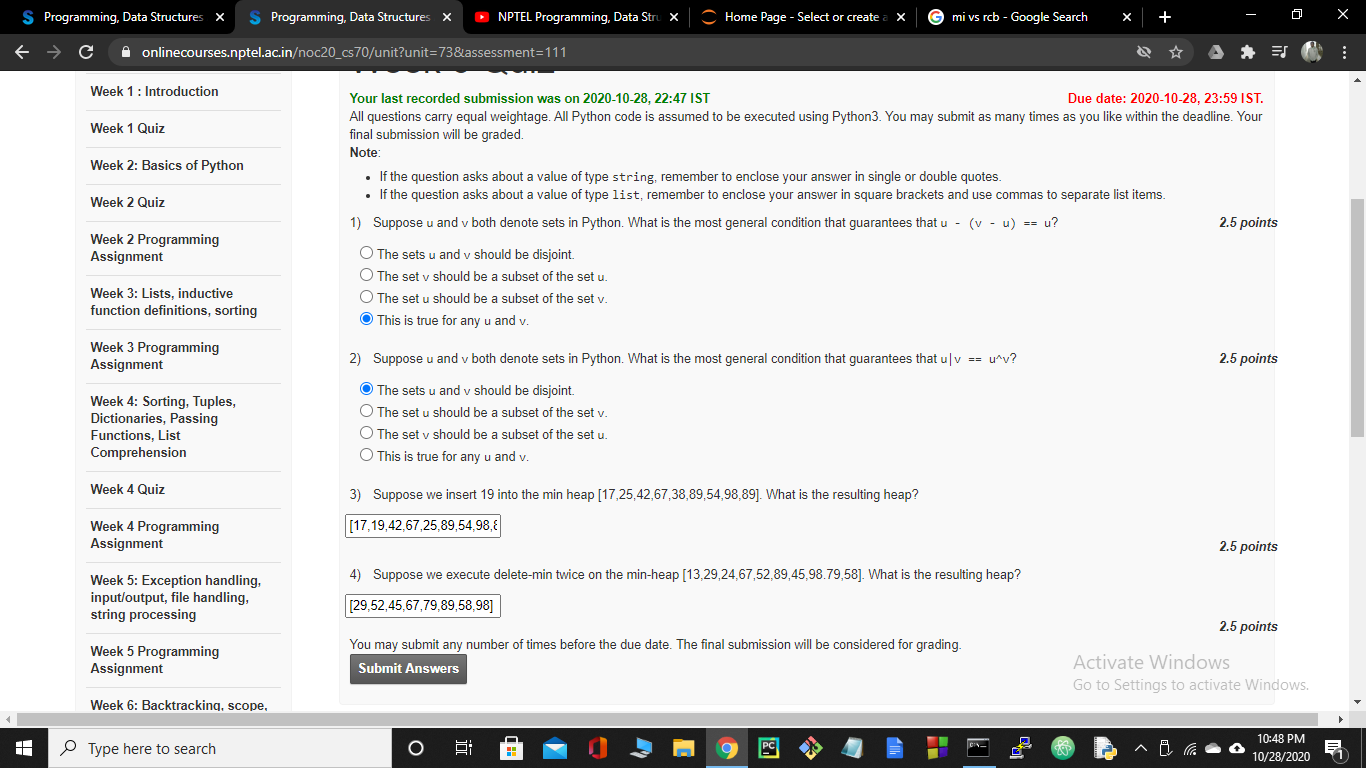 Programming, Data Structures
Programming, Data Structures
NPTEL Programming, Data Stru
Home Page - Select or create a
mi vs rcb - Google Search
onlinecourses.nptel.ac.in/noc20_cs70/unit?unit=73&assessment=111
Week 1 : Introduction
Week 1 Quiz
Week 2: Basics of Python
Week 2 Quiz
Week 2 Programming
Assignment
Week 3: Lists, inductive
function definitions, sorting
Week 3 Programming
Assignment
Week 4: Sorting, Tuples,
Dictionaries, Passing
Functions, List
Comprehension
Week 4 Quiz
Week 4 Programming
Assignment
Week 5: Exception handling,
input/output, file handling,
string processing
Week 5 Programming
Assignment
Week 6: Backtracking, scope,
Your last recorded submission was on 2020-10-28, 22:47 IST
Due date: 2020-10-28, 23:59 IST.
All questions carry equal weightage. All Python code is assumed to be executed using Python3. You may submit as many times as you like within the deadline. Your
final submission will be graded.
Note:
• If the question asks about a value of type string, remember to enclose your answer in single or double quotes.
• If the question asks about a value of type list, remember to enclose your answer in square brackets and use commas to separate list items.
1) Suppose u and v both denote sets in Python. What is the most general condition that guarantees that u - (v - u) == u?
2.5 points
The sets u and v should be disjoint.
The set v should be a subset of the set u.
The set u should be a subset of the set v.
This is true for any u and v.
2) Suppose u and v both denote sets in Python. What is the most general condition that guarantees that u|v == u^v?
2.5 points
The sets u and v should be disjoint.
The set u should be a subset of the set v.
The set v should be a subset of the set u.
This is true for any u and v.
3) Suppose we insert 19 into the min heap [17,25,42,67,38,89,54,98,89]. What is the resulting heap?
[17,19,42,67,25,89,54,98,
2.5 points
4) Suppose we execute delete-min twice on the min-heap [13,29,24,67,52,89,45,98.79,58]. What is the resulting heap?
[29,52,45,67,79,89,58,98]
2.5 points
You may submit any number of times before the due date. The final submission will be considered for grading.
Submit Answers
Activate Windows
Go to Settings to activate Windows.
Type here to search
10:48 PM
10/28/2020
1